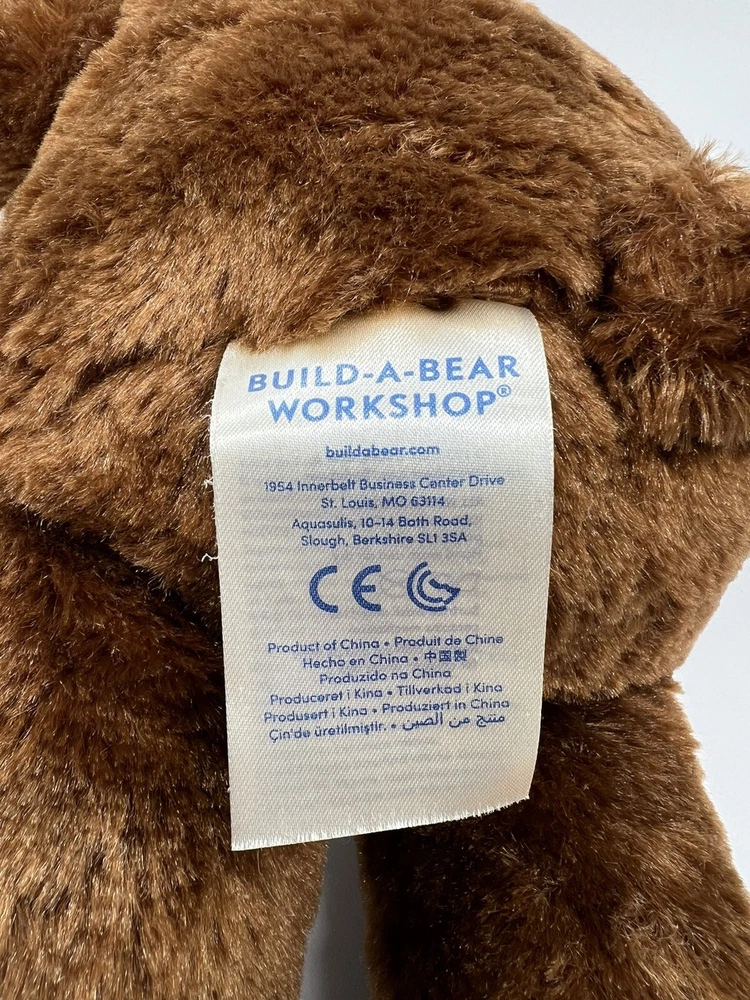 BUILD-A-BEAR
WORKSHOP®
buildabear.com
1954 Innerbelt Business Center Drive
St. Louis, MO 63114
Aquasulis, 10-14 Bath Road,
Slough, Berkshire SL1 3SA
CE
Product of China • Produit de Chine
Hecho en China • 中国製
Produzido na China
Produceret i Kina • Tillverkad i Kina
Produsert i Kina • Produziert in China
Çin'de üretilmiştir. • منتج من الصين